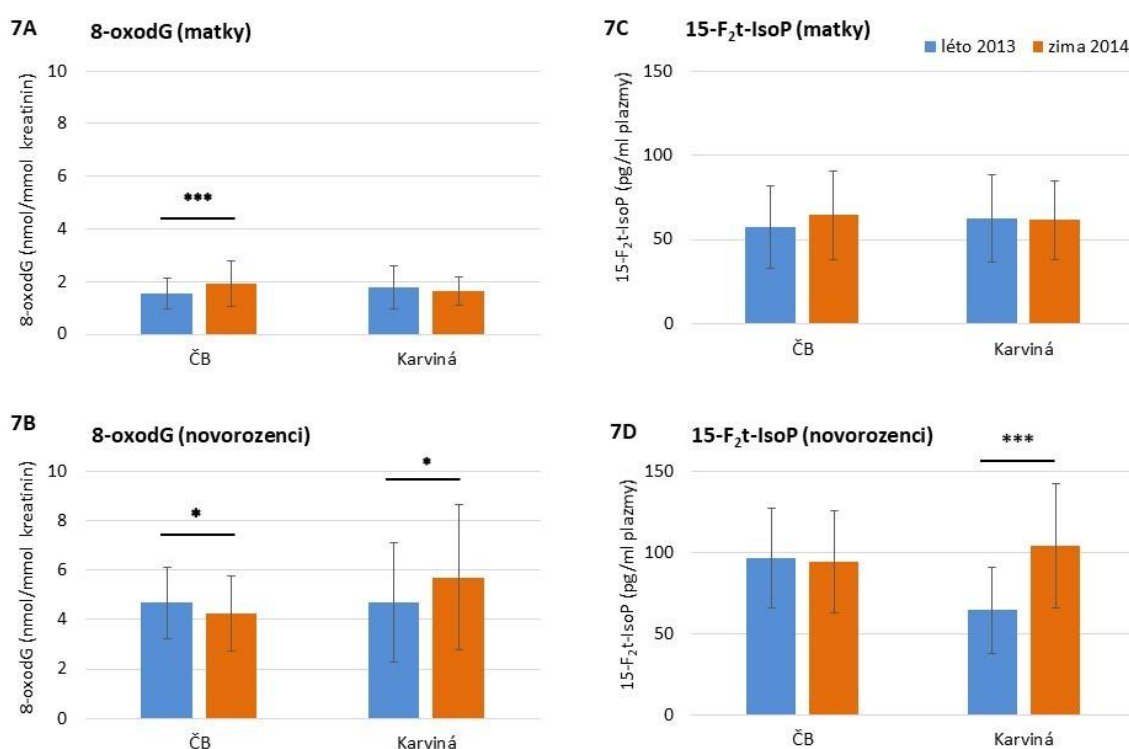 7A
8-oxodG (matky)
8-oxodG (nmol/mmol kreatinin)
10
8
6
4
2
0
***
ČB
Karviná
7C
15-F₂t-IsoP (matky)
léto 2013
zima 2014
15-F₂t-IsoP (pg/ml plazmy)
150
100
50
0
ČB
Karviná
7B
8-oxodG (novorozenci)
8-oxodG (nmol/mmol kreatinin)
10
8
6
4
2
0
*
*
ČB
Karviná
7D
15-F₂t-IsoP (novorozenci)
15-F₂t-IsoP (pg/ml plazmy)
150
100
50
0
***
ČB
Karviná